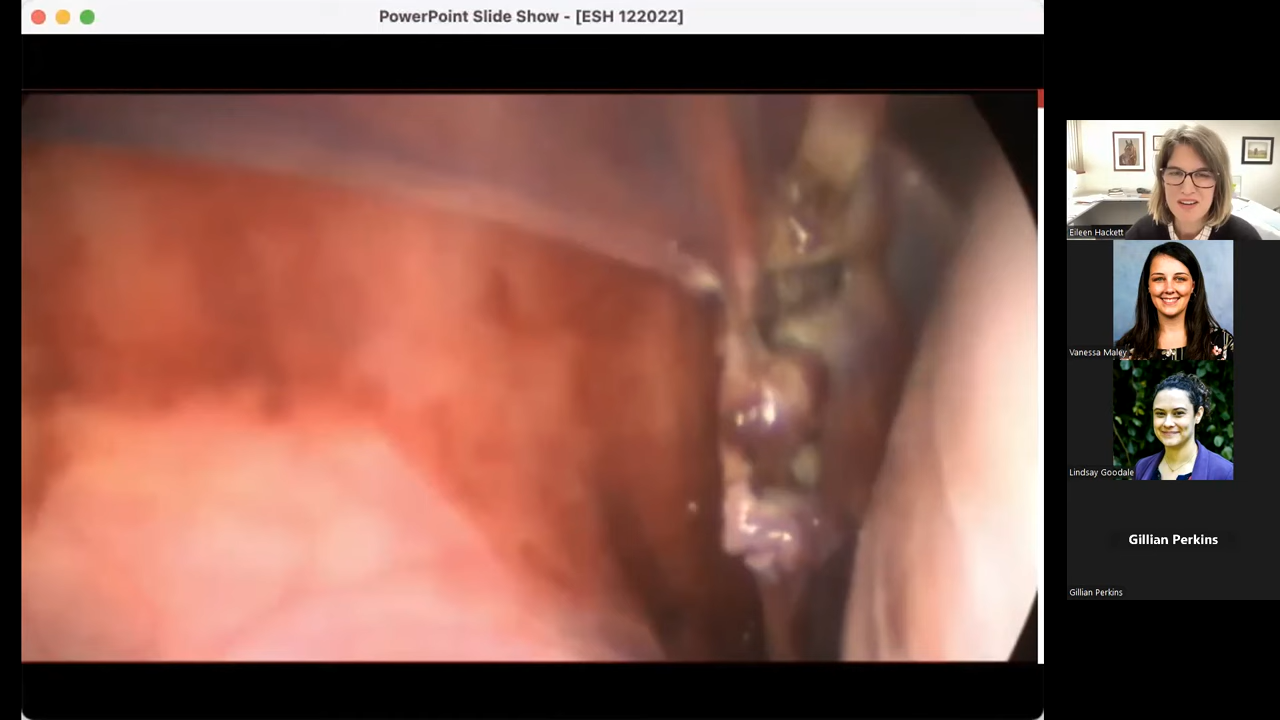 PowerPoint Slide Show - [ESH 122022]
Eileen Hackett
Vanessa Maley
Lindsay Goodale
Gillian Perkins
Gillian Perkins